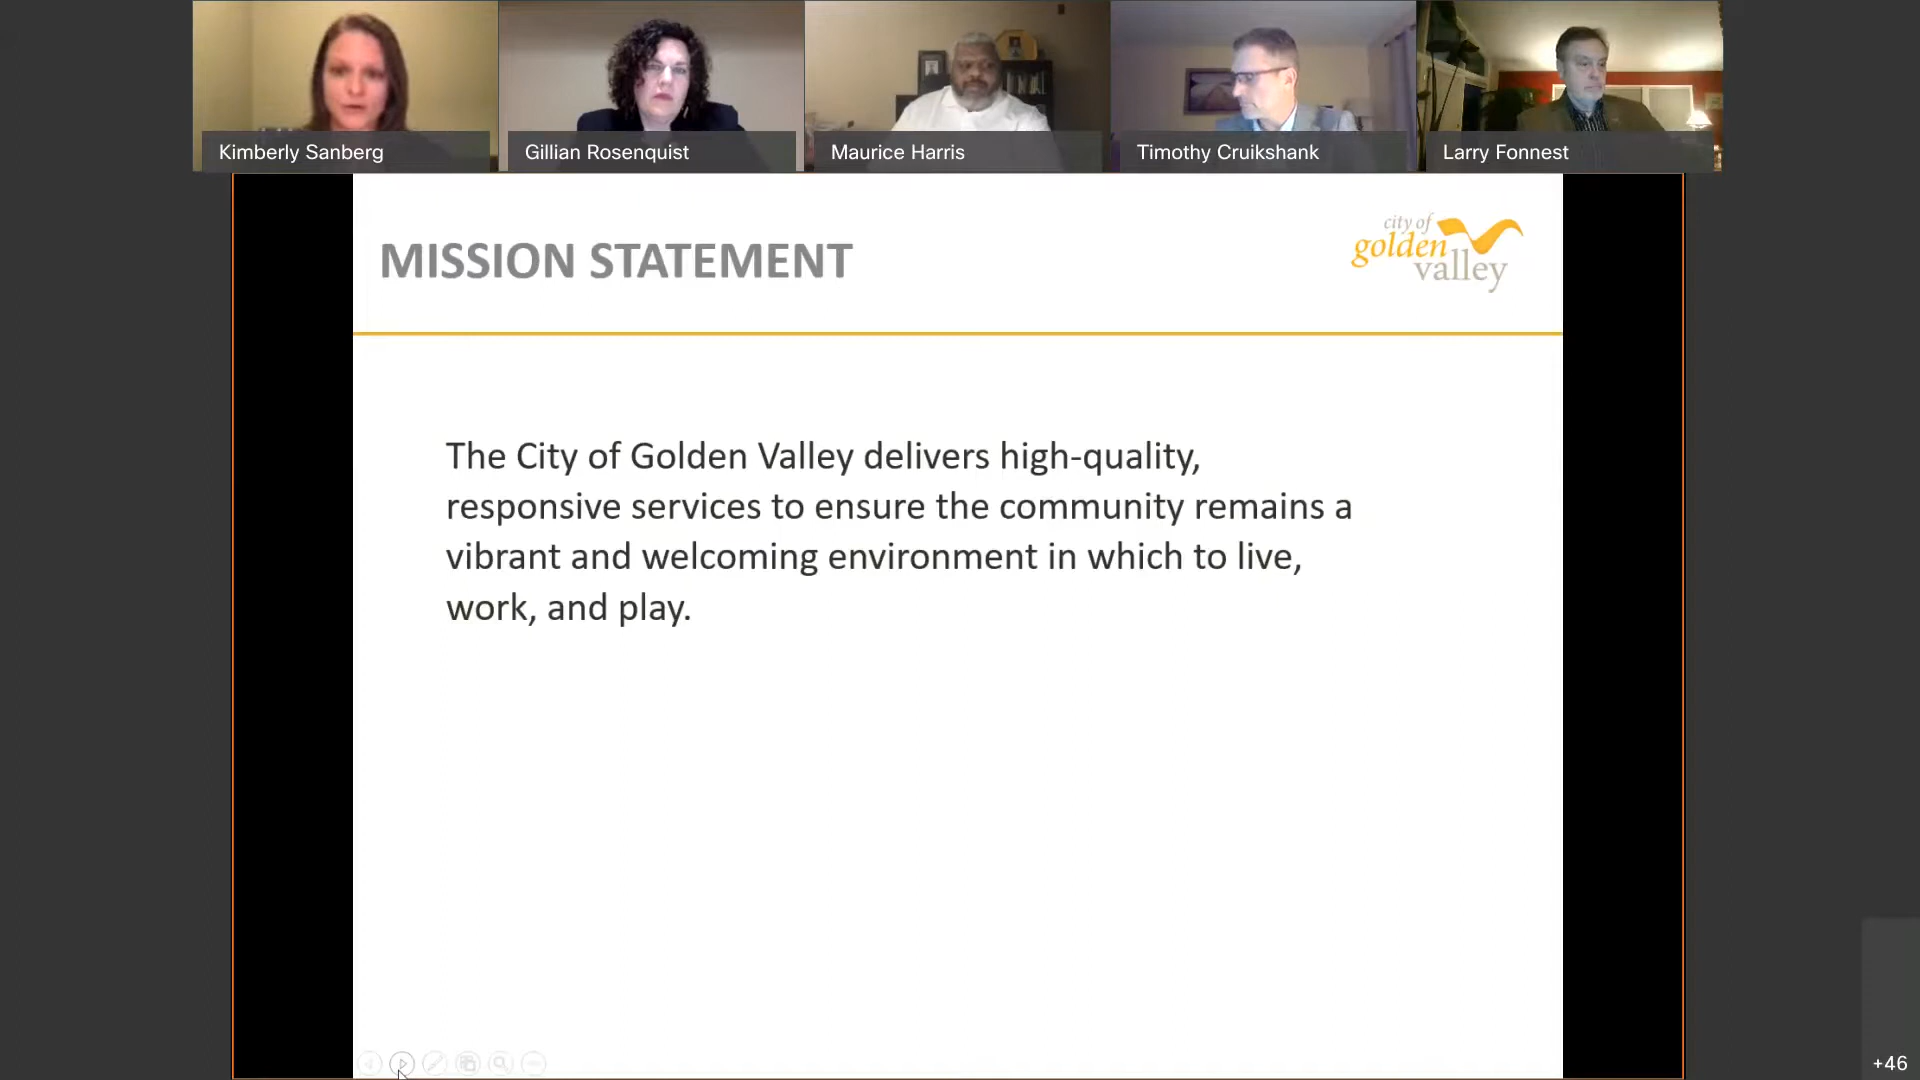 Kimberly Sanberg
Gillian Rosenquist
Maurice Harris
Timothy Cruikshank
Larry Fonnest
MISSION STATEMENT
city of
golden
valley
The City of Golden Valley delivers high-quality,
responsive services to ensure the community remains a
vibrant and welcoming environment in which to live,
work, and play.
+46